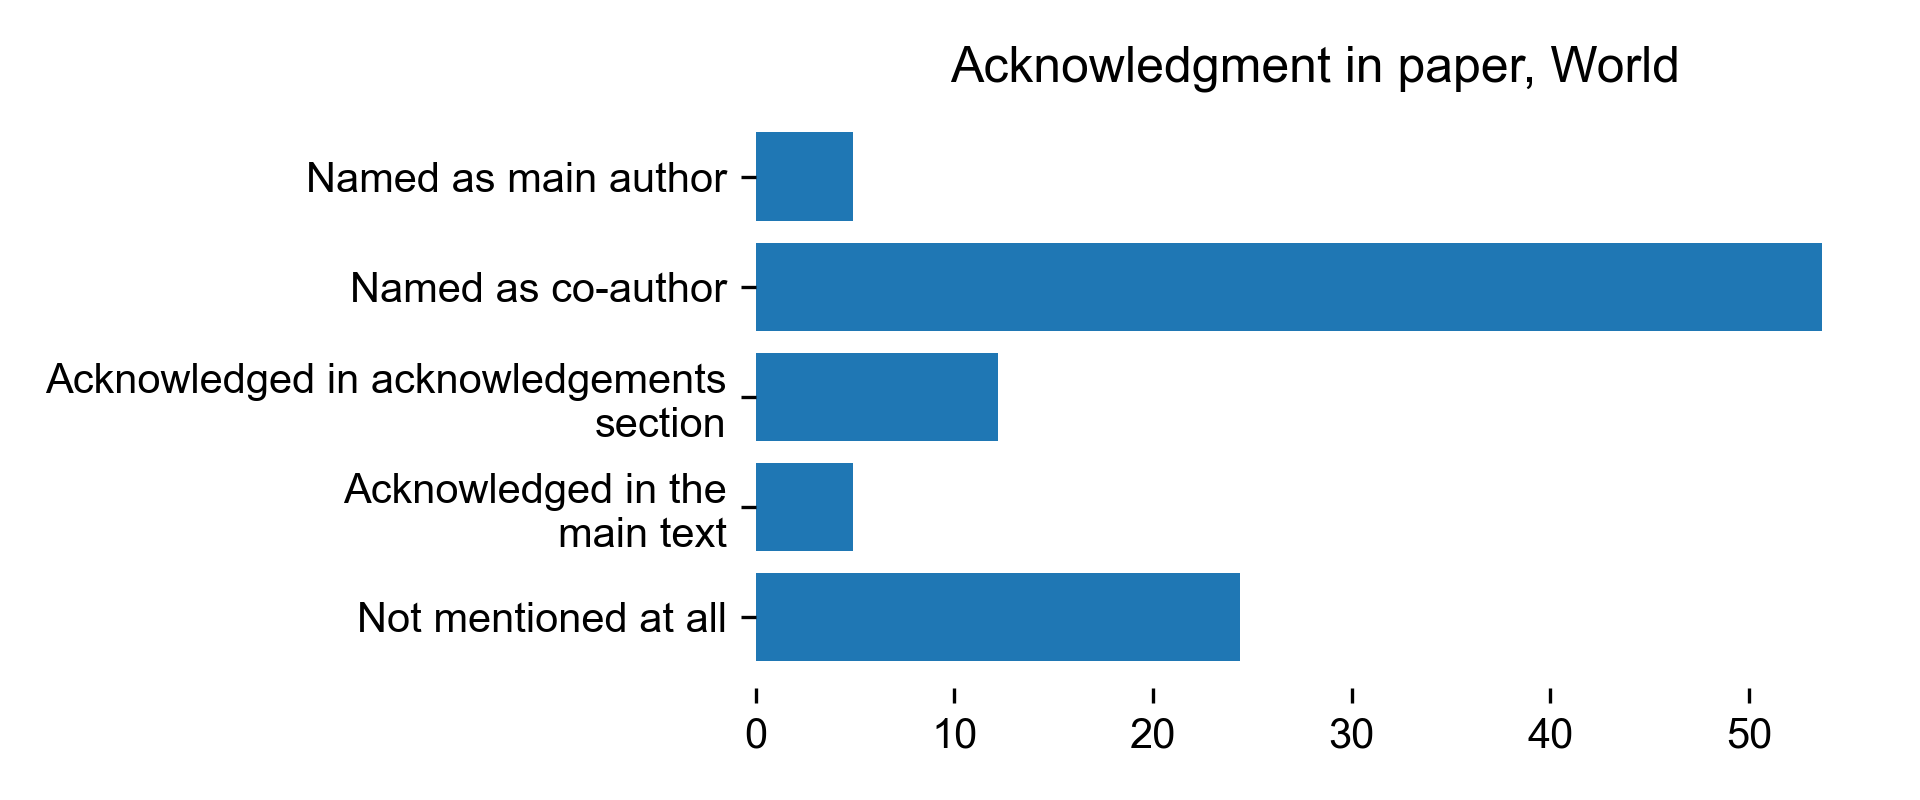 Acknowledgment in paper, World
Named as main author
Named as co-author
Acknowledged in acknowledgements
section
Acknowledged in the
main text
Not mentioned at all
0 10 20 30 40 50